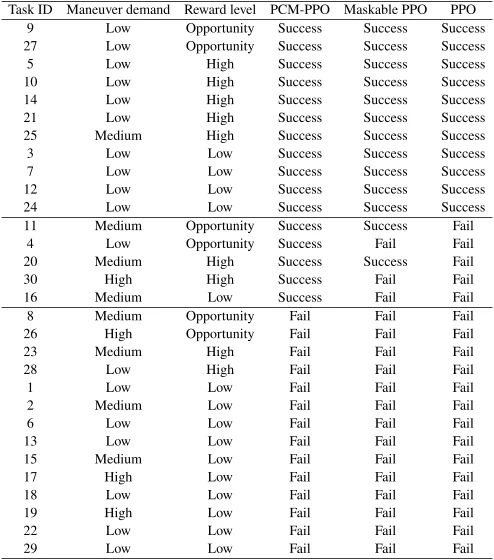 Task ID Maneuver demand Reward level PCM-PPO Maskable PPO PPO
9 Low Opportunity Success Success Success
27 Low Opportunity Success Success Success
5 Low High Success Success Success
10 Low High Success Success Success
14 Low High Success Success Success
21 Low High Success Success Success
25 Medium High Success Success Success
3 Low Low Success Success Success
7 Low Low Success Success Success
12 Low Low Success Success Success
24 Low Low Success Success Success
11 Medium Opportunity Success Success Fail
4 Low Opportunity Success Fail Fail
20 Medium High Success Success Fail
30 High High Success Fail Fail
16 Medium Low Success Fail Fail
8 Medium Opportunity Fail Fail Fail
26 High Opportunity Fail Fail Fail
23 Medium High Fail Fail Fail
28 Low High Fail Fail Fail
1 Low Low Fail Fail Fail
2 Medium Low Fail Fail Fail
6 Low Low Fail Fail Fail
13 Low Low Fail Fail Fail
15 Medium Low Fail Fail Fail
17 High Low Fail Fail Fail
18 Low Low Fail Fail Fail
19 High Low Fail Fail Fail
22 Low Low Fail Fail Fail
29 Low Low Fail Fail Fail